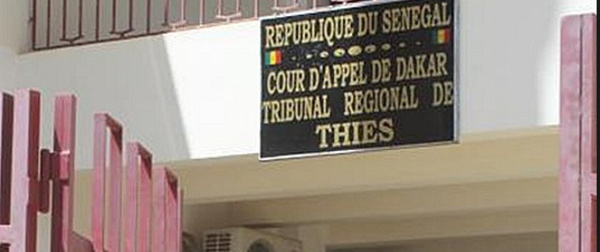 REPUBLIQUE DU SENEGAL
COUR D'APPEL DE DAKAR
TRIBUNAL REGIONAL DE
THIES